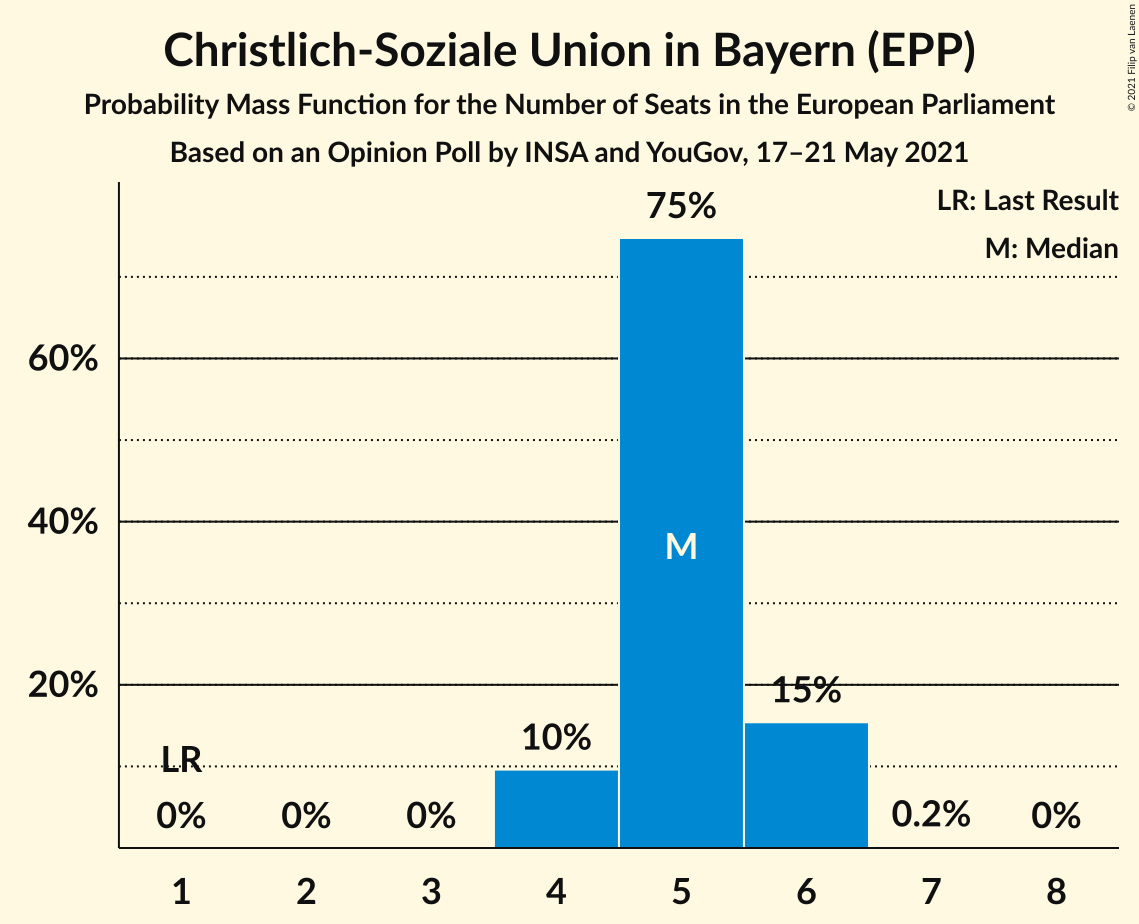 Christlich-Soziale Union in Bayern (EPP)
Probability Mass Function for the Number of Seats in the European Parliament
Based on an Opinion Poll by INSA and YouGov, 17–21 May 2021
© 2021 Filip van Laenen
LR: Last Result
M: Median
75%
60%
40%
M
20%
15%
10%
LR
0% 0% 0% 0.2% 0%
1 2 3 4 5 6 7 8